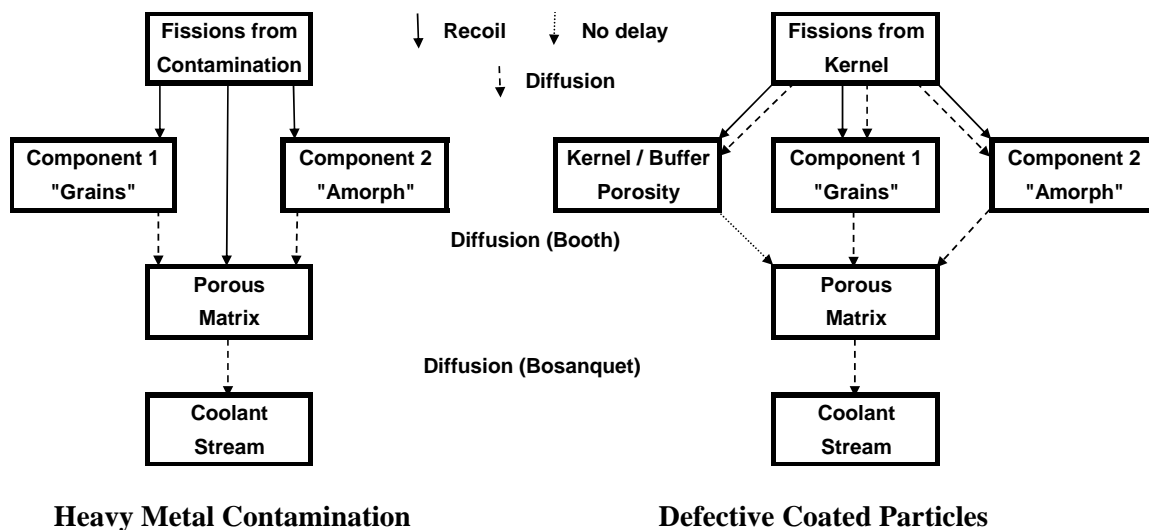 Fissions from
Contamination
Recoil
No delay
Diffusion
Fissions from
Kernel
Component 1
"Grains"
Component 2
"Amorph"
Kernel / Buffer
Porosity
Component 1
"Grains"
Component 2
"Amorph"
Diffusion (Booth)
Porous
Matrix
Porous
Matrix
Diffusion (Bosanquet)
Coolant
Stream
Coolant
Stream
Heavy Metal Contamination
Defective Coated Particles